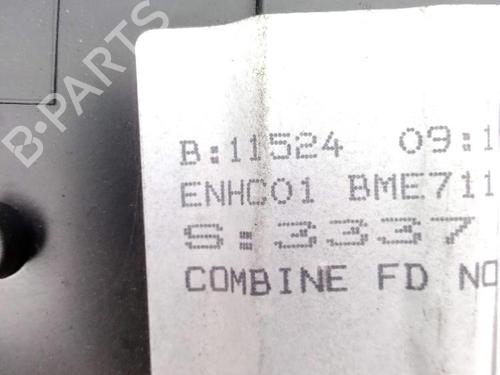 B-PARTS
B:11524 09:1
ENHC01 BME711
S:3337
COMBINE FD NO